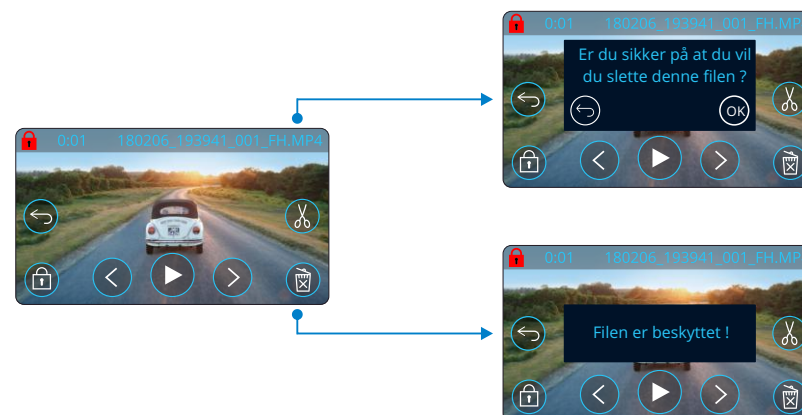 0:01 180206_193941_001_FH.MP4
0:01 180206_193941_001_FH.MP
Er du sikker på at du vil
du slette denne filen ?
OK
0:01 180206_193941_001_FH.MP
Filen er beskyttet !